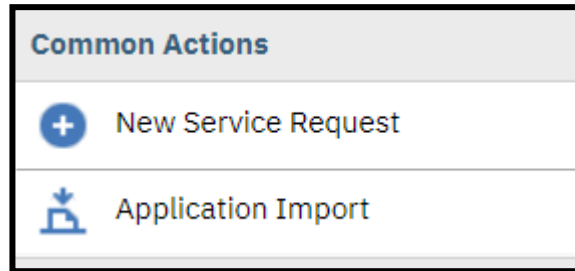 Common Actions
New Service Request
Application Import